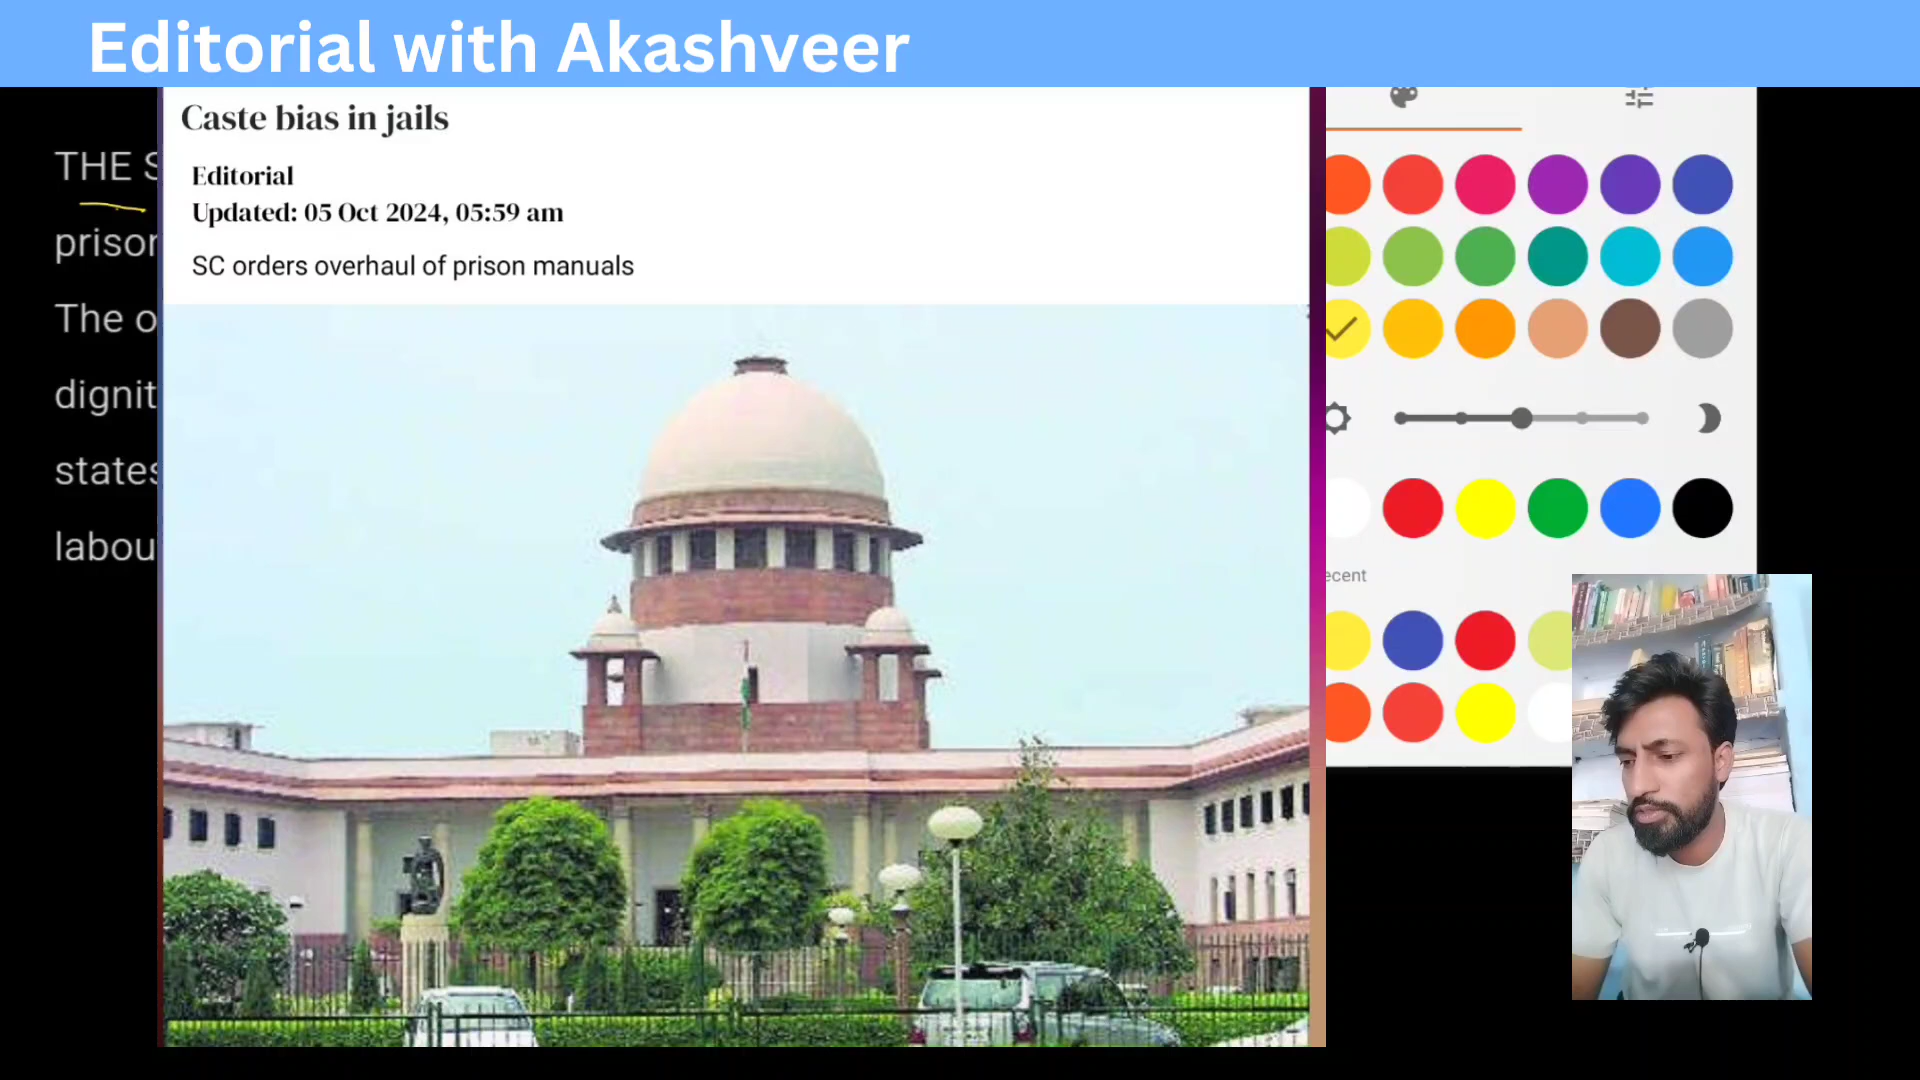 Editorial with Akashveer
Caste bias in jails
Editorial
Updated: 05 Oct 2024, 05:59 am
SC orders overhaul of prison manuals
THE S
prison
The o
dignit
states
labou
ecent